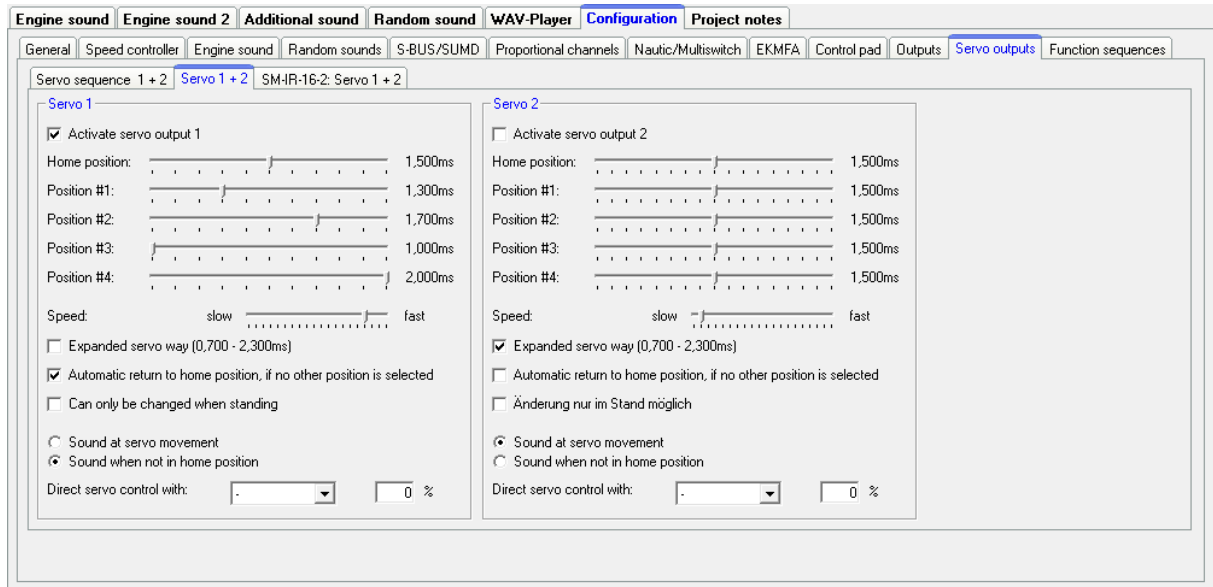 Engine sound Engine sound 2 Additional sound Random sound WAV-Player Configuration Project notes
General Speed controller Engine sound Random sounds S-BUS/SUMD Proportional channels Nautic/Multiswitch EKMFA Control pad Outputs Servo outputs Function sequences
Servo sequence 1 + 2 Servo 1 + 2 SM-IR-16-2: Servo 1 + 2
Servo 1
Activate servo output 1
Home position: 1,500ms
Position #1: 1,300ms
Position #2: 1,700ms
Position #3: 1,000ms
Position #4: 2,000ms
Speed: slow fast
Expanded servo way (0,700 - 2,300ms)
Automatic return to home position, if no other position is selected
Can only be changed when standing
Sound at servo movement
Sound when not in home position
Direct servo control with: - 0 %
Servo 2
Activate servo output 2
Home position: 1,500ms
Position #1: 1,500ms
Position #2: 1,500ms
Position #3: 1,500ms
Position #4: 1,500ms
Speed: slow fast
Expanded servo way (0,700 - 2,300ms)
Automatic return to home position, if no other position is selected
Änderung nur im Stand möglich
Sound at servo movement
Sound when not in home position
Direct servo control with: - 0 %